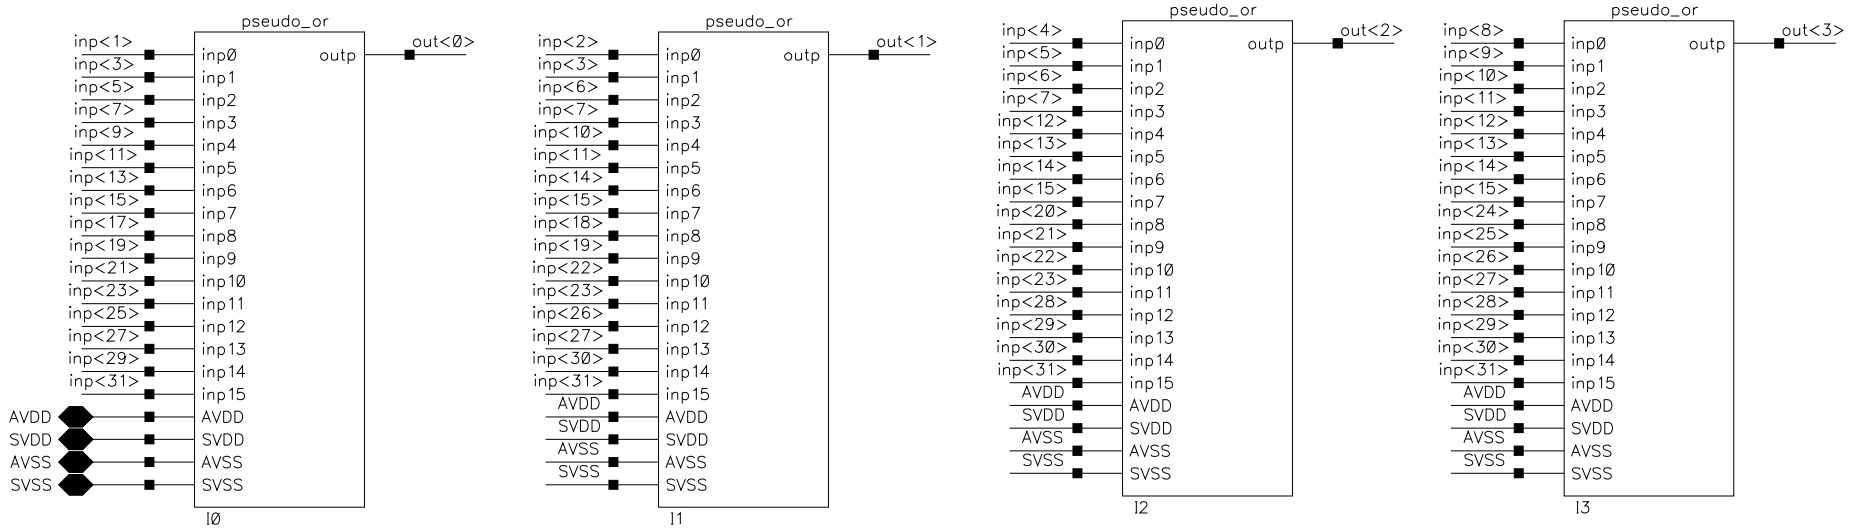 pseudo_or
inp<1> inp0 outp out<0>
inp<3> inp1
inp<5> inp2
inp<7> inp3
inp<9> inp4
inp<11> inp5
inp<13> inp6
inp<15> inp7
inp<17> inp8
inp<19> inp9
inp<21> inp10
inp<23> inp11
inp<25> inp12
inp<27> inp13
inp<29> inp14
inp<31> inp15
AVDD AVDD
SVDD SVDD
AVSS AVSS
SVSS SVSS
I0
pseudo_or
inp<2> inp0 outp out<1>
inp<3> inp1
inp<6> inp2
inp<7> inp3
inp<10> inp4
inp<11> inp5
inp<14> inp6
inp<15> inp7
inp<18> inp8
inp<19> inp9
inp<22> inp10
inp<23> inp11
inp<26> inp12
inp<27> inp13
inp<30> inp14
inp<31> inp15
AVDD AVDD
SVDD SVDD
AVSS AVSS
SVSS SVSS
I1
pseudo_or
inp<4> inp0 outp out<2>
inp<5> inp1
inp<6> inp2
inp<7> inp3
inp<12> inp4
inp<13> inp5
inp<14> inp6
inp<15> inp7
inp<20> inp8
inp<21> inp9
inp<22> inp10
inp<23> inp11
inp<28> inp12
inp<29> inp13
inp<30> inp14
inp<31> inp15
AVDD AVDD
SVDD SVDD
AVSS AVSS
SVSS SVSS
I2
pseudo_or
inp<8> inp0 outp out<3>
inp<9> inp1
inp<10> inp2
inp<11> inp3
inp<12> inp4
inp<13> inp5
inp<14> inp6
inp<15> inp7
inp<24> inp8
inp<25> inp9
inp<26> inp10
inp<27> inp11
inp<28> inp12
inp<29> inp13
inp<30> inp14
inp<31> inp15
AVDD AVDD
SVDD SVDD
AVSS AVSS
SVSS SVSS
I3